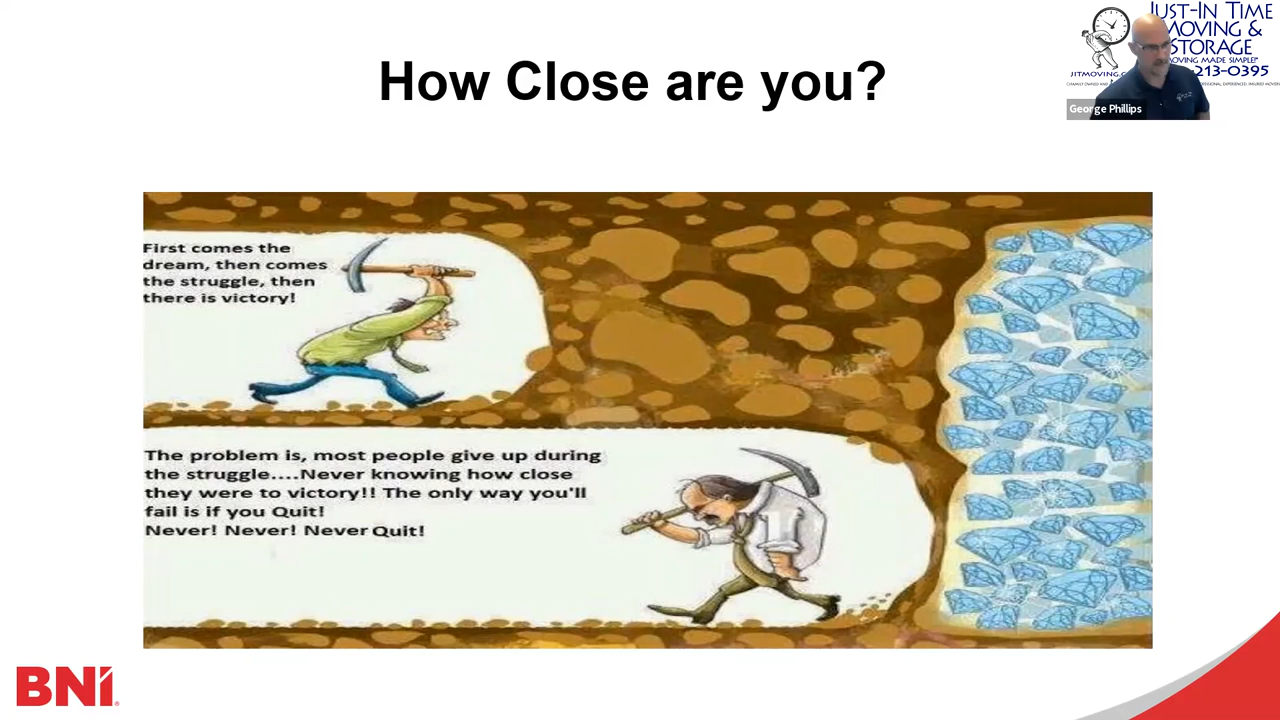 How Close are you?
JUST-IN TIME
MOVING &
STORAGE
MOVING MADE SIMPLE!
213-0395
George Phillips
First comes the
dream, then comes
the struggle, then
there is victory!
The problem is, most people give up during
the struggle....Never knowing how close
they were to victory!! The only way you'll
fail is if you Quit!
Never! Never! Never Quit!
BNI